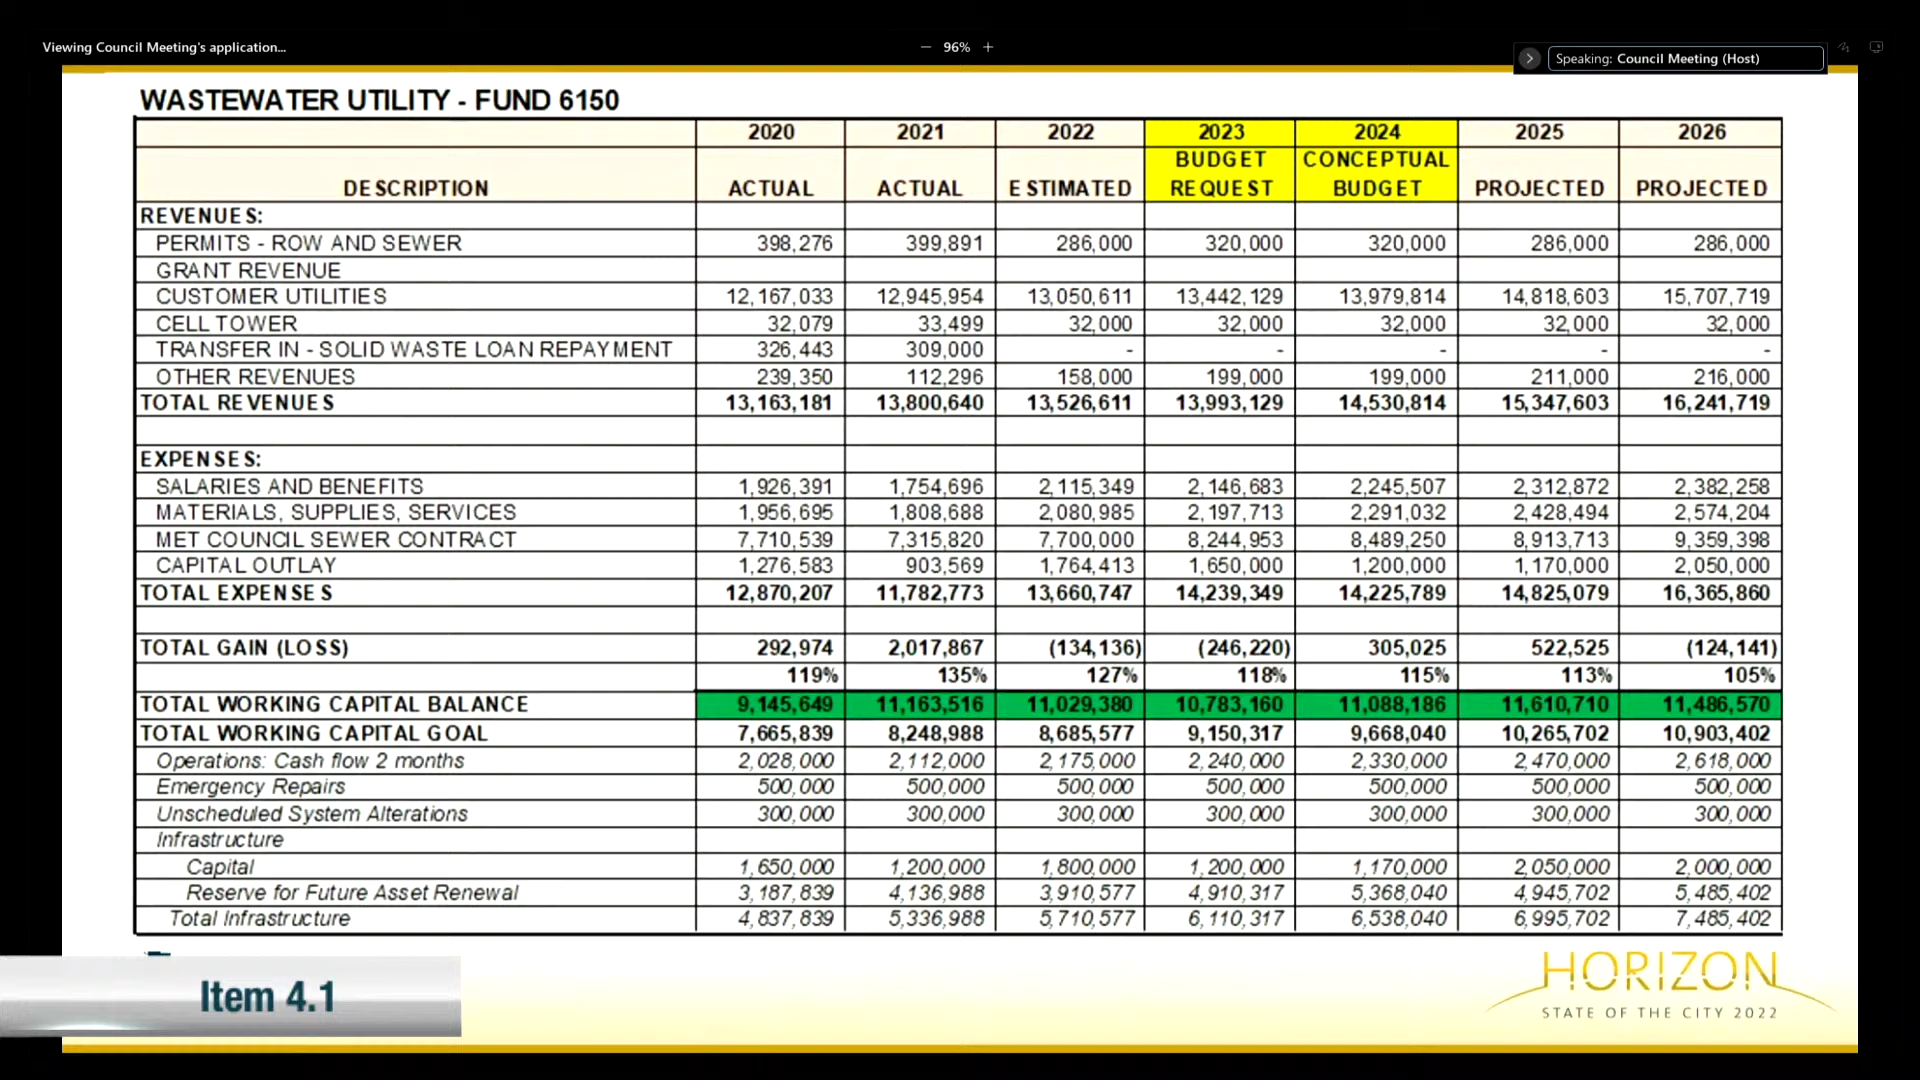 Viewing Council Meeting's application...
— 96% +
Speaking: Council Meeting (Host)
WASTEWATER UTILITY - FUND 6150
2020 2021 2022 2023 2024 2025 2026
BUDGET CONCEPTUAL
DESCRIPTION ACTUAL ACTUAL ESTIMATED REQUEST BUDGET PROJECTED PROJECTED
REVENUES:
PERMITS - ROW AND SEWER 398,276 399,891 286,000 320,000 320,000 286,000 286,000
GRANT REVENUE
CUSTOMER UTILITIES 12,167,033 12,945,954 13,050,611 13,442,129 13,979,814 14,818,603 15,707,719
CELL TOWER 32,079 33,499 32,000 32,000 32,000 32,000 32,000
TRANSFER IN - SOLID WASTE LOAN REPAYMENT 326,443 309,000 - - - - -
OTHER REVENUES 239,350 112,296 158,000 199,000 199,000 211,000 216,000
TOTAL REVENUES 13,163,181 13,800,640 13,526,611 13,993,129 14,530,814 15,347,603 16,241,719
EXPENSES:
SALARIES AND BENEFITS 1,926,391 1,754,696 2,115,349 2,146,683 2,245,507 2,312,872 2,382,258
MATERIALS, SUPPLIES, SERVICES 1,956,695 1,808,688 2,080,985 2,197,713 2,291,032 2,428,494 2,574,204
MET COUNCIL SEWER CONTRACT 7,710,539 7,315,820 7,700,000 8,244,953 8,489,250 8,913,713 9,359,398
CAPITAL OUTLAY 1,276,583 903,569 1,764,413 1,650,000 1,200,000 1,170,000 2,050,000
TOTAL EXPENSES 12,870,207 11,782,773 13,660,747 14,239,349 14,225,789 14,825,079 16,365,860
TOTAL GAIN (LOSS) 292,974 2,017,867 (134,136) (246,220) 305,025 522,525 (124,141)
119% 135% 127% 118% 115% 113% 105%
TOTAL WORKING CAPITAL BALANCE 9,145,649 11,163,516 11,029,380 10,783,160 11,088,186 11,610,710 11,486,570
TOTAL WORKING CAPITAL GOAL 7,665,839 8,248,988 8,685,577 9,150,317 9,668,040 10,265,702 10,903,402
Operations: Cash flow 2 months 2,028,000 2,112,000 2,175,000 2,240,000 2,330,000 2,470,000 2,618,000
Emergency Repairs 500,000 500,000 500,000 500,000 500,000 500,000 500,000
Unscheduled System Alterations 300,000 300,000 300,000 300,000 300,000 300,000 300,000
Infrastructure
Capital 1,650,000 1,200,000 1,800,000 1,200,000 1,170,000 2,050,000 2,000,000
Reserve for Future Asset Renewal 3,187,839 4,136,988 3,910,577 4,910,317 5,368,040 4,945,702 5,485,402
Total Infrastructure 4,837,839 5,336,988 5,710,577 6,110,317 6,538,040 6,995,702 7,485,402
Item 4.1
HORIZON
STATE OF THE CITY 2022